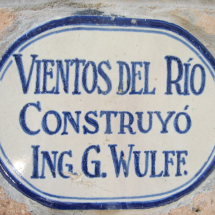 VIENTOS DEL RÍO
CONSTRUYÓ
ING. G. WULFF.